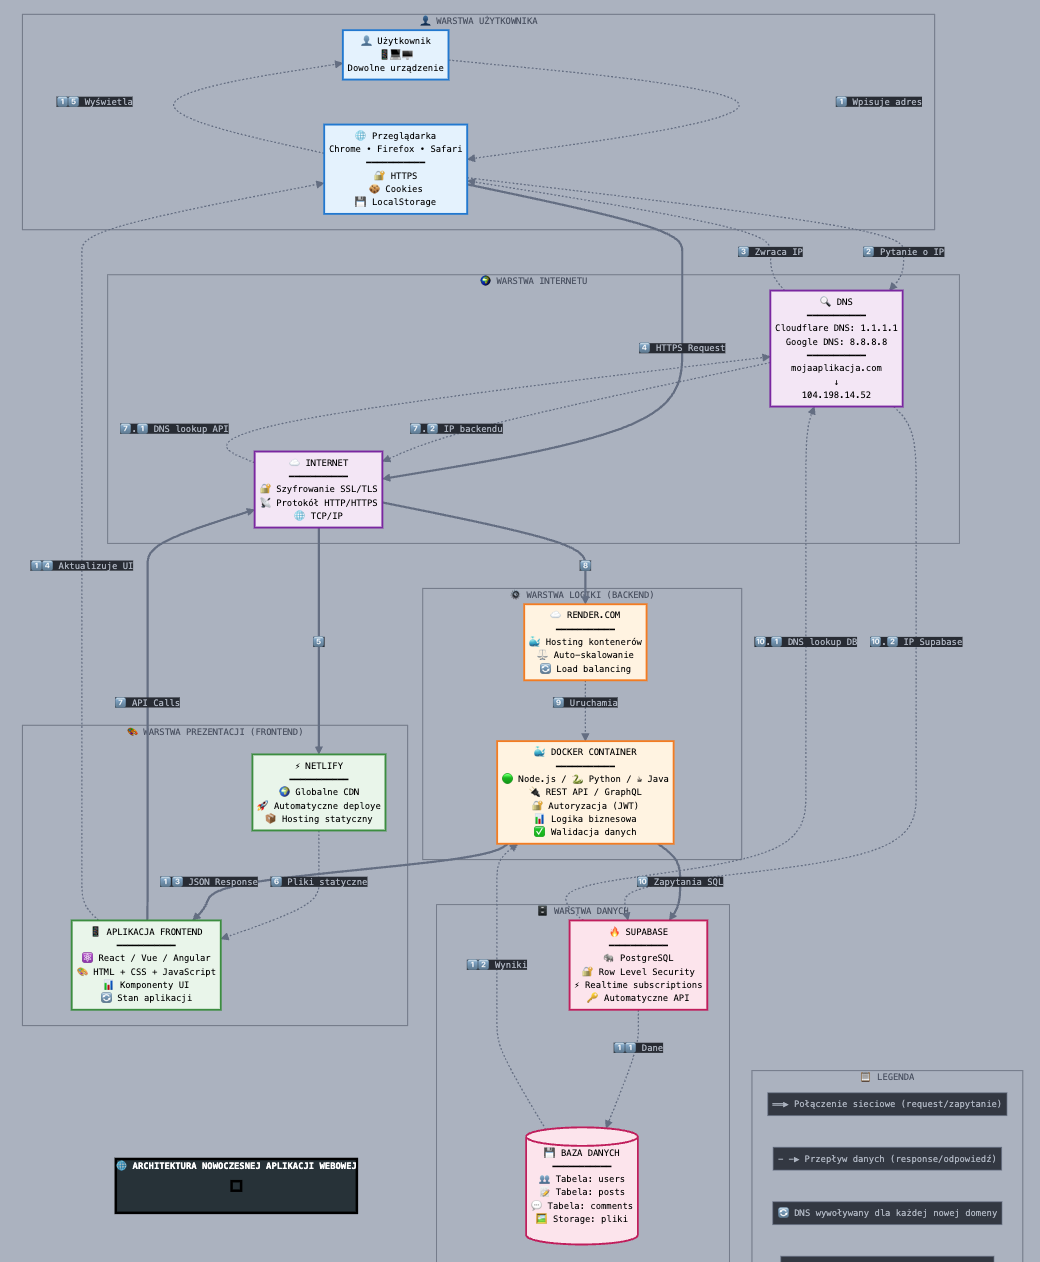 👤 WARSTWA UŻYTKOWNIKA
👤 Użytkownik
📱💻🖥️
Dowolne urządzenie
1️⃣5️⃣ Wyświetla
1️⃣ Wpisuje adres
🌐 Przeglądarka
Chrome • Firefox • Safari
━━━━━━━━━━━
🔐 HTTPS
🍪 Cookies
💾 LocalStorage
3️⃣ Zwraca IP
2️⃣ Pytanie o IP
🌍 WARSTWA INTERNETU
🔍 DNS
━━━━━━━━━━━
Cloudflare DNS: 1.1.1.1
Google DNS: 8.8.8.8
━━━━━━━━━━━
mojaaplikacja.com
↓
104.198.14.52
4️⃣ HTTPS Request
7️⃣.1️⃣ DNS lookup API
7️⃣.2️⃣ IP backendu
☁️ INTERNET
━━━━━━━━━━━
🔐 Szyfrowanie SSL/TLS
📡 Protokół HTTP/HTTPS
🌐 TCP/IP
1️⃣4️⃣ Aktualizuje UI
8️⃣
⚙️ WARSTWA LOGIKI (BACKEND)
☁️ RENDER.COM
━━━━━━━━━━━
🐳 Hosting kontenerów
⚖️ Auto-skalowanie
🔄 Load balancing
5️⃣
🔟.1️⃣ DNS lookup DB
🔟.2️⃣ IP Supabase
7️⃣ API Calls
9️⃣ Uruchamia
🎨 WARSTWA PREZENTACJI (FRONTEND)
⚡ NETLIFY
━━━━━━━━━━━
🌍 Globalne CDN
🚀 Automatyczne deploye
📦 Hosting statyczny
🐳 DOCKER CONTAINER
━━━━━━━━━━━
🟢 Node.js / 🐍 Python / ☕ Java
🔌 REST API / GraphQL
🔐 Autoryzacja (JWT)
📊 Logika biznesowa
✅ Walidacja danych
1️⃣3️⃣ JSON Response
6️⃣ Pliki statyczne
🔟 Zapytania SQL
🗄️ WARSTWA DANYCH
📱 APLIKACJA FRONTEND
━━━━━━━━━━━
⚛️ React / Vue / Angular
🎨 HTML + CSS + JavaScript
📊 Komponenty UI
🔄 Stan aplikacji
🔥 SUPABASE
━━━━━━━━━━━
🐘 PostgreSQL
🔐 Row Level Security
⚡ Realtime subscriptions
🔑 Automatyczne API
1️⃣2️⃣ Wyniki
1️⃣1️⃣ Dane
💾 BAZA DANYCH
━━━━━━━━━━━
👥 Tabela: users
📝 Tabela: posts
💬 Tabela: comments
🖼️ Storage: pliki
🌐 ARCHITEKTURA NOWOCZESNEJ APLIKACJI WEBOWEJ
📋 LEGENDA
══▶ Połączenie sieciowe (request/zapytanie)
─ ─▶ Przepływ danych (response/odpowiedź)
🔄 DNS wywoływany dla każdej nowej domeny